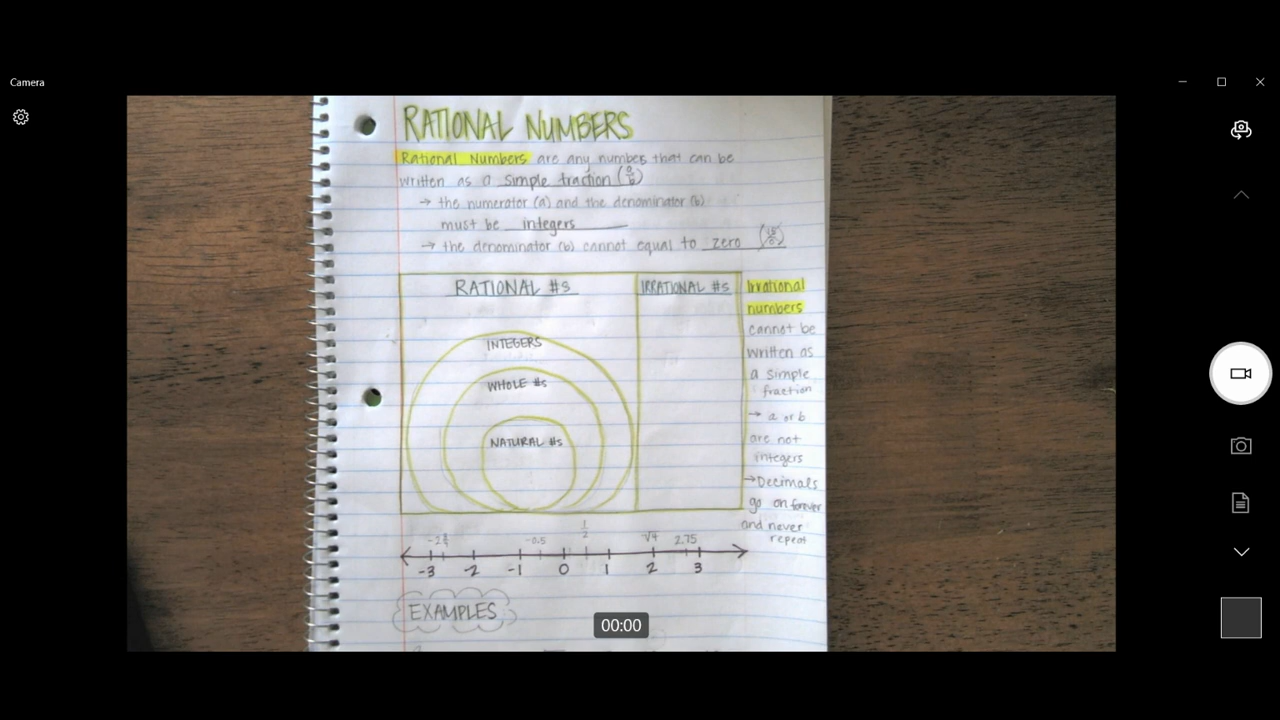 Camera
RATIONAL NUMBERS
Rational Numbers are any number that can be
written as a simple fraction (a/b)
→ the numerator (a) and the denominator (b)
must be integers
→ the denominator (b) cannot equal to zero
RATIONAL #s
IRRATIONAL #s
INTEGERS
WHOLE #s
NATURAL #s
Irrational
numbers
cannot be
written as
a simple
fraction
→ a or b
are not
integers
→Decimals
go on forever
and never
repeat
-0.5 1/2 √4 2.75
-3 -2 -1 0 1 2 3
EXAMPLES
00:00